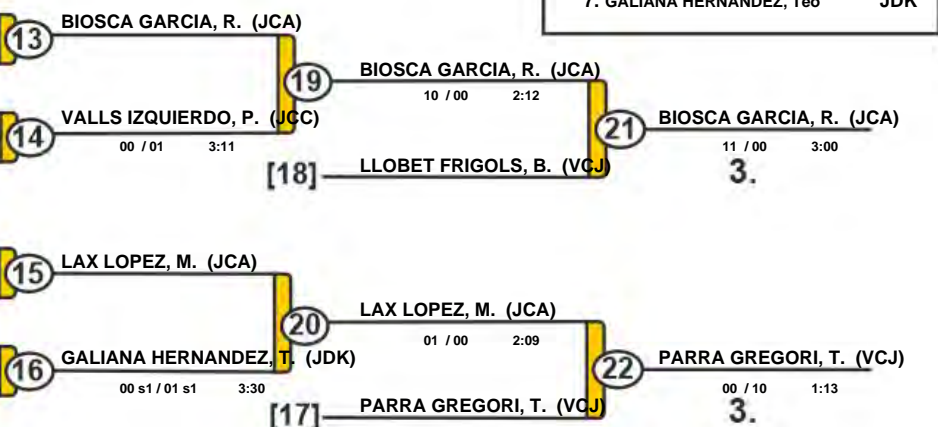 7. GALIANA HERNANDEZ, Teo JDK
13 BIOSCA GARCIA, R. (JCA)
19 BIOSCA GARCIA, R. (JCA)
10 / 00 2:12
14 VALLS IZQUIERDO, P. (JCC)
00 / 01 3:11
21 BIOSCA GARCIA, R. (JCA)
11 / 00 3:00
3.
[18] LLOBET FRIGOLS, B. (VCJ)
15 LAX LOPEZ, M. (JCA)
20 LAX LOPEZ, M. (JCA)
01 / 00 2:09
16 GALIANA HERNANDEZ, T. (JDK)
00 s1 / 01 s1 3:30
22 PARRA GREGORI, T. (VCJ)
00 / 10 1:13
3.
[17] PARRA GREGORI, T. (VCJ)